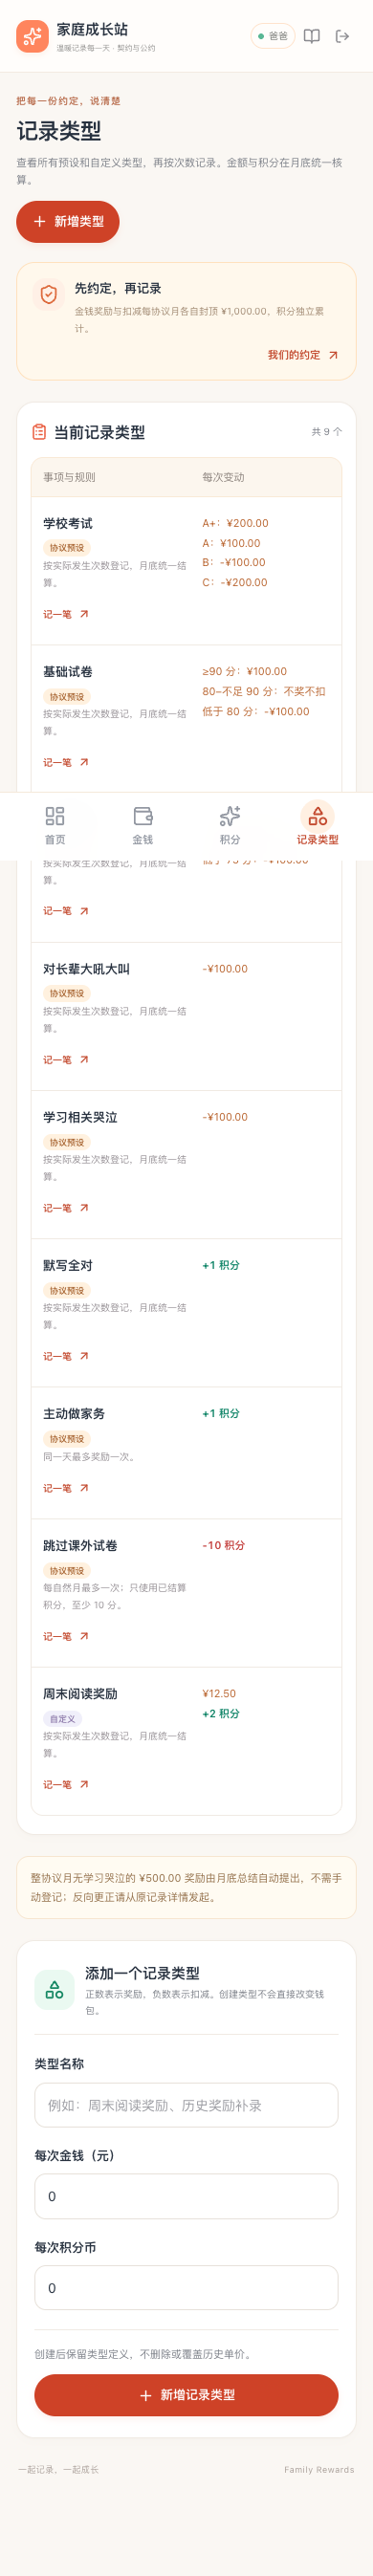 家庭成长站
温暖记录每一天 · 契约与公约
爸爸
把每一份约定，说清楚
记录类型
查看所有预设和自定义类型，再按次数记录。金额与积分在月底统一核
算。
新增类型
先约定，再记录
金钱奖励与扣减每协议月各自封顶 ¥1,000.00，积分独立累
计。
我们的约定
当前记录类型
共 9 个
事项与规则
每次变动
学校考试
协议预设
按实际发生次数登记，月底统一结
算。
记一笔
A+：¥200.00
A：¥100.00
B：-¥100.00
C：-¥200.00
基础试卷
协议预设
按实际发生次数登记，月底统一结
算。
记一笔
≥90 分：¥100.00
80–不足 90 分：不奖不扣
低于 80 分：-¥100.00
首页
金钱
积分
记录类型
按实际发生次数登记，月底统一结
算。
记一笔
对长辈大吼大叫
协议预设
按实际发生次数登记，月底统一结
算。
记一笔
-¥100.00
学习相关哭泣
协议预设
按实际发生次数登记，月底统一结
算。
记一笔
-¥100.00
默写全对
协议预设
按实际发生次数登记，月底统一结
算。
记一笔
+1 积分
主动做家务
协议预设
同一天最多奖励一次。
记一笔
+1 积分
跳过课外试卷
协议预设
每自然月最多一次；只使用已结算
积分，至少 10 分。
记一笔
-10 积分
周末阅读奖励
自定义
按实际发生次数登记，月底统一结
算。
记一笔
¥12.50
+2 积分
整协议月无学习哭泣的 ¥500.00 奖励由月底总结自动提出，不需手
动登记；反向更正请从原记录详情发起。
添加一个记录类型
正数表示奖励，负数表示扣减。创建类型不会直接改变钱
包。
类型名称
例如：周末阅读奖励、历史奖励补录
每次金钱（元）
0
每次积分币
0
创建后保留类型定义，不删除或覆盖历史单价。
新增记录类型
一起记录，一起成长
Family Rewards